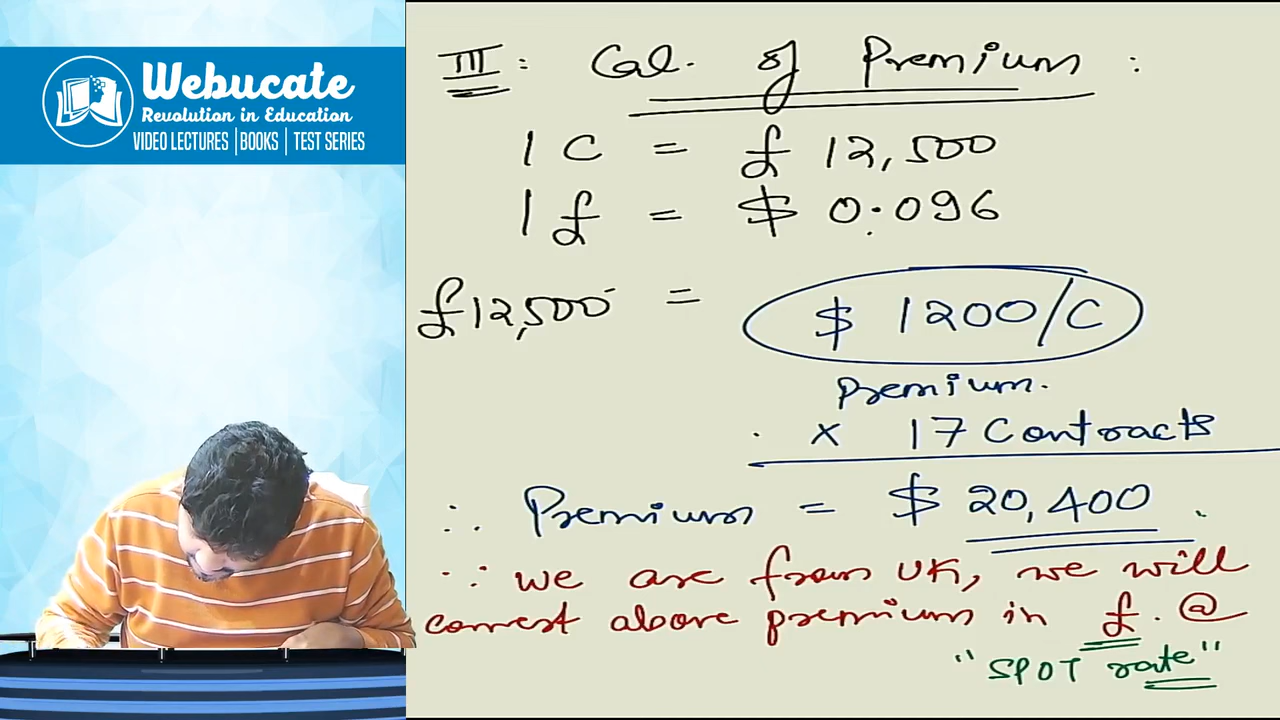 Webucate
Revolution in Education
VIDEO LECTURES | BOOKS | TEST SERIES
III : Cal. of Premium :
1 C = £ 12,500
1 £ = $ 0.096
£12,500 = $ 1200/C
Premium.
x 17 Contracts
∴ Premium = $ 20,400
∵ We are from UK, we will
convest above premium in £. @
"SPOT rate"